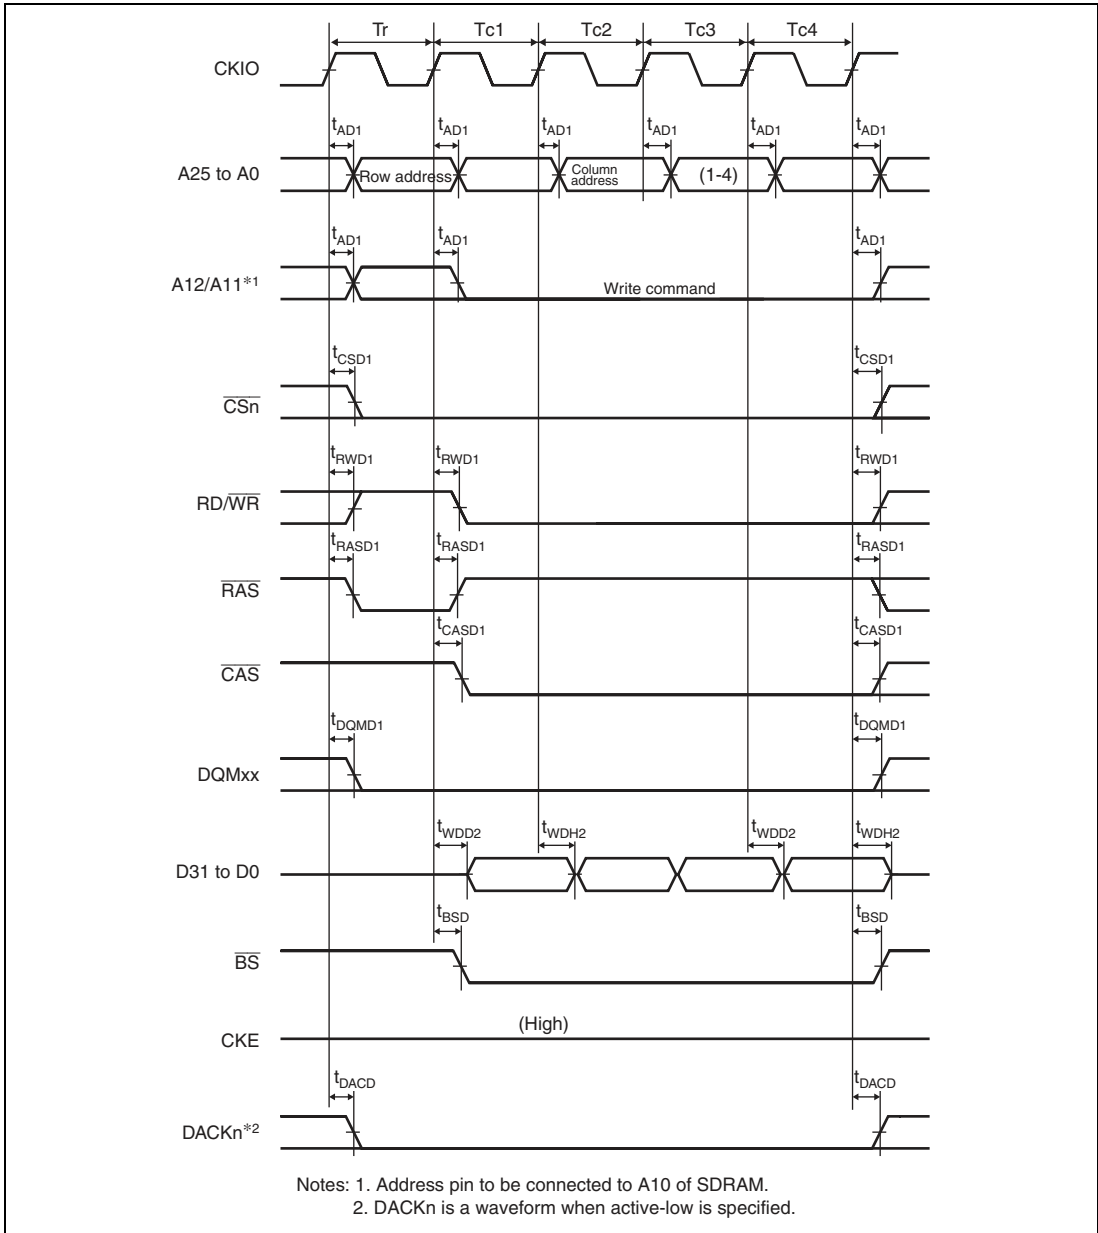 Tr Tc1 Tc2 Tc3 Tc4
CKIO
tAD1 tAD1 tAD1 tAD1 tAD1 tAD1
A25 to A0 Row address Column address (1-4)
tAD1 tAD1 tAD1
A12/A11*1 Write command
tCSD1 tCSD1
CSn
tRWD1 tRWD1 tRWD1
RD/WR
tRASD1 tRASD1 tRASD1
RAS
tCASD1 tCASD1
CAS
tDQMD1 tDQMD1
DQMxx
tWDD2 tWDH2 tWDD2 tWDH2
D31 to D0
tBSD tBSD
BS
(High)
CKE
tDACD tDACD
DACKn*2
Notes: 1. Address pin to be connected to A10 of SDRAM.
2. DACKn is a waveform when active-low is specified.